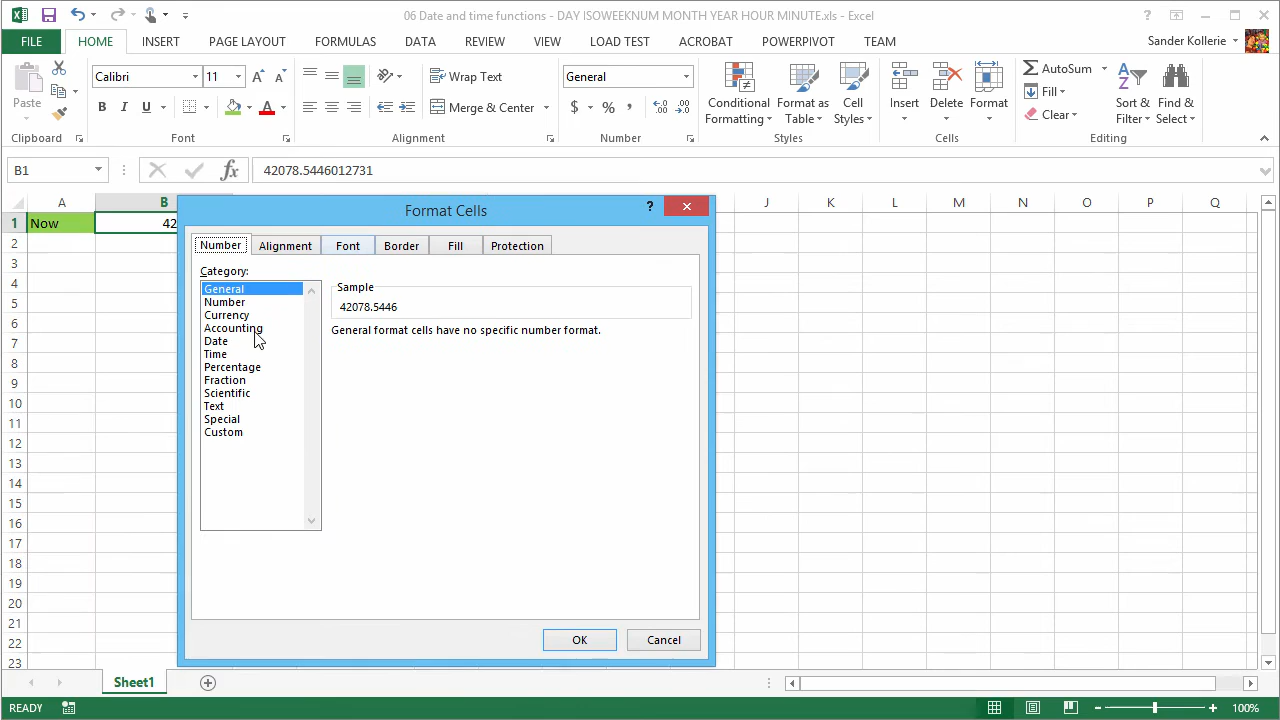 06 Date and time functions - DAY ISOWEEKNUM MONTH YEAR HOUR MINUTE.xls - Excel
FILE HOME INSERT PAGE LAYOUT FORMULAS DATA REVIEW VIEW LOAD TEST ACROBAT POWERPIVOT TEAM Sander Kollerie
Calibri 11 Wrap Text General AutoSum
Fill
Paste Merge & Center $ % Conditional Formatting Format as Table Cell Styles Insert Delete Format Clear Sort & Filter Find & Select
Clipboard Font Alignment Number Styles Cells Editing
B1 fx 42078.5446012731
A B J K L M N O P Q
1 Now 42
Format Cells ?
Number Alignment Font Border Fill Protection
Category:
General
Number
Currency
Accounting
Date
Time
Percentage
Fraction
Scientific
Text
Special
Custom
Sample
42078.5446
General format cells have no specific number format.
OK Cancel
2
3
4
5
6
7
8
9
10
11
12
13
14
15
16
17
18
19
20
21
22
23
Sheet1
READY 100%